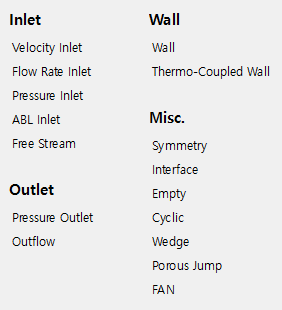 Inlet
Velocity Inlet
Flow Rate Inlet
Pressure Inlet
ABL Inlet
Free Stream
Outlet
Pressure Outlet
Outflow
Wall
Wall
Thermo-Coupled Wall
Misc.
Symmetry
Interface
Empty
Cyclic
Wedge
Porous Jump
FAN